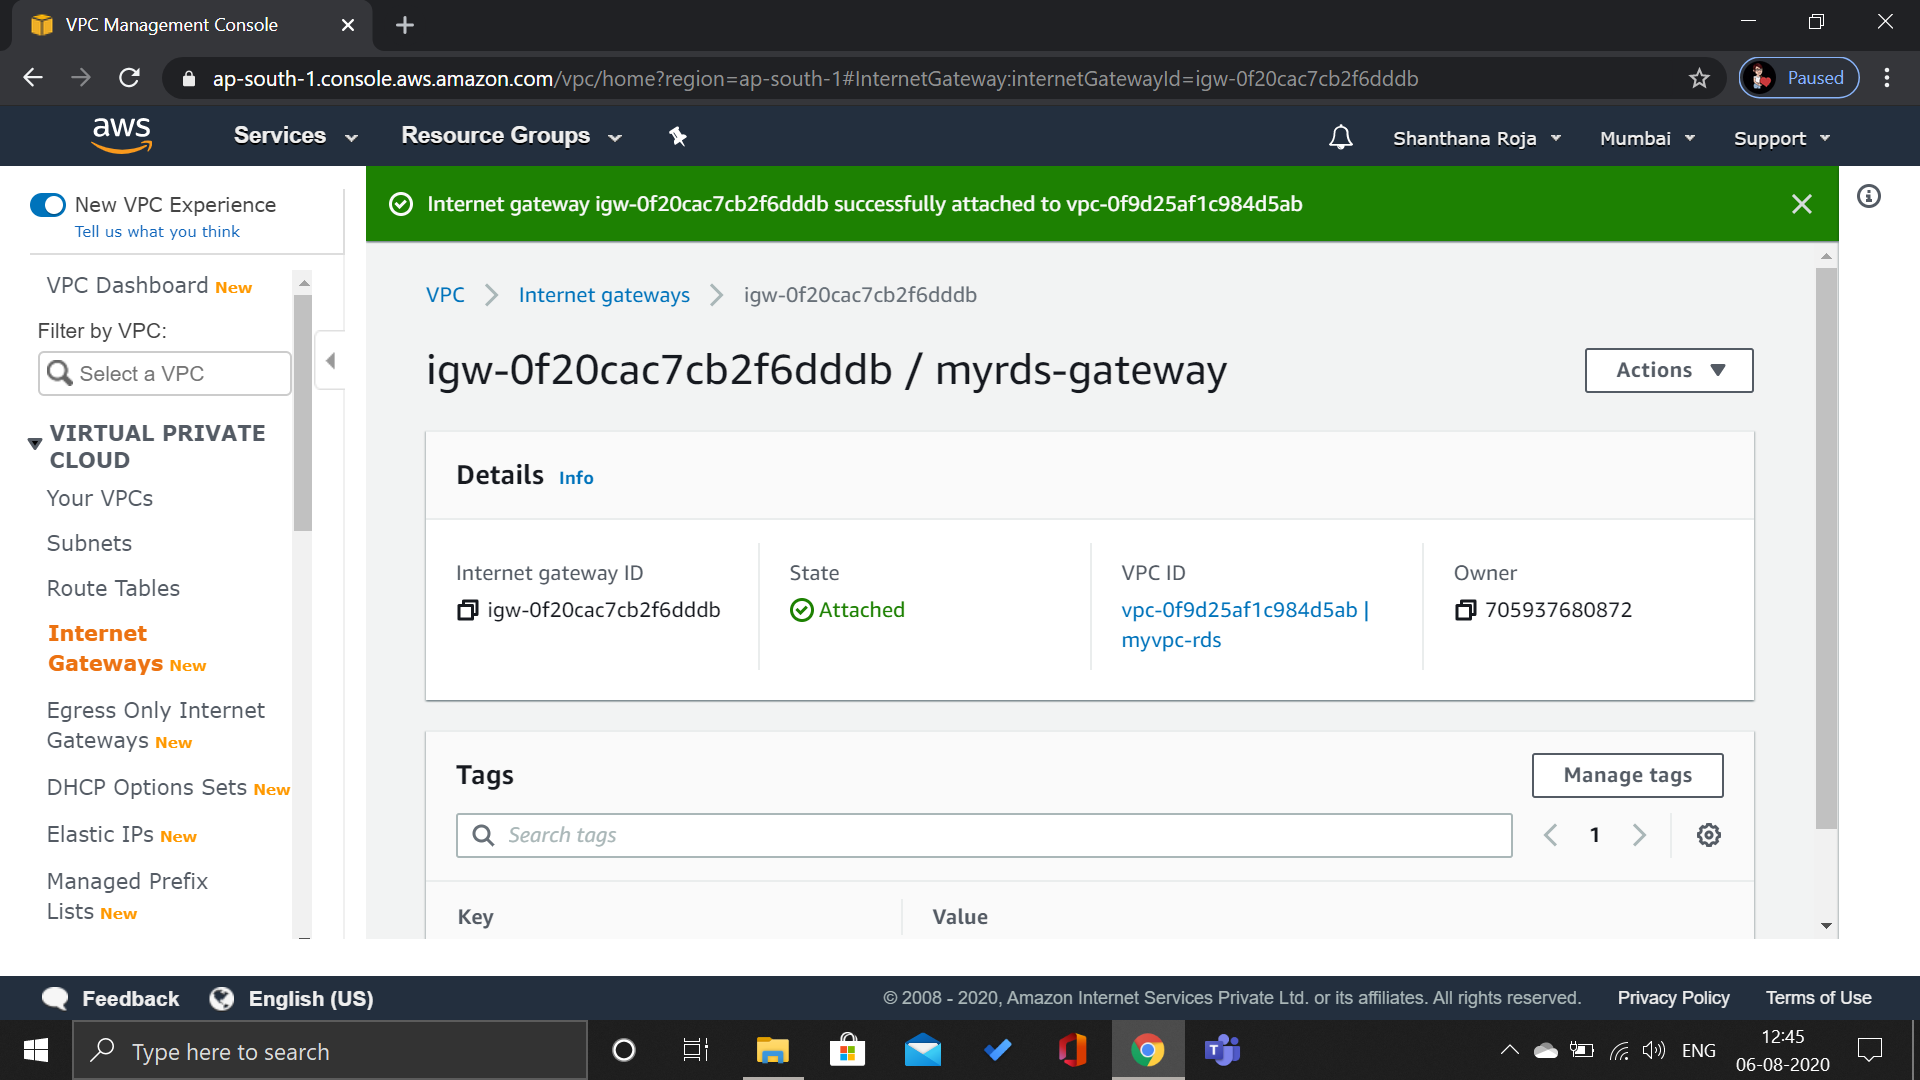 VPC Management Console
ap-south-1.console.aws.amazon.com/vpc/home?region=ap-south-1#InternetGateway:internetGatewayId=igw-0f20cac7cb2f6dddb
Paused
aws
Services
Resource Groups
Shanthana Roja
Mumbai
Support
New VPC Experience
Tell us what you think
Internet gateway igw-0f20cac7cb2f6dddb successfully attached to vpc-0f9d25af1c984d5ab
VPC Dashboard New
Filter by VPC:
Select a VPC
VIRTUAL PRIVATE
CLOUD
Your VPCs
Subnets
Route Tables
Internet
Gateways New
Egress Only Internet
Gateways New
DHCP Options Sets New
Elastic IPs New
Managed Prefix
Lists New
VPC
Internet gateways
igw-0f20cac7cb2f6dddb
igw-0f20cac7cb2f6dddb / myrds-gateway
Actions
Details Info
Internet gateway ID
igw-0f20cac7cb2f6dddb
State
Attached
VPC ID
vpc-0f9d25af1c984d5ab |
myvpc-rds
Owner
705937680872
Tags
Manage tags
Search tags
1
Key
Value
Feedback
English (US)
© 2008 - 2020, Amazon Internet Services Private Ltd. or its affiliates. All rights reserved.
Privacy Policy
Terms of Use
Type here to search
ENG
12:45
06-08-2020